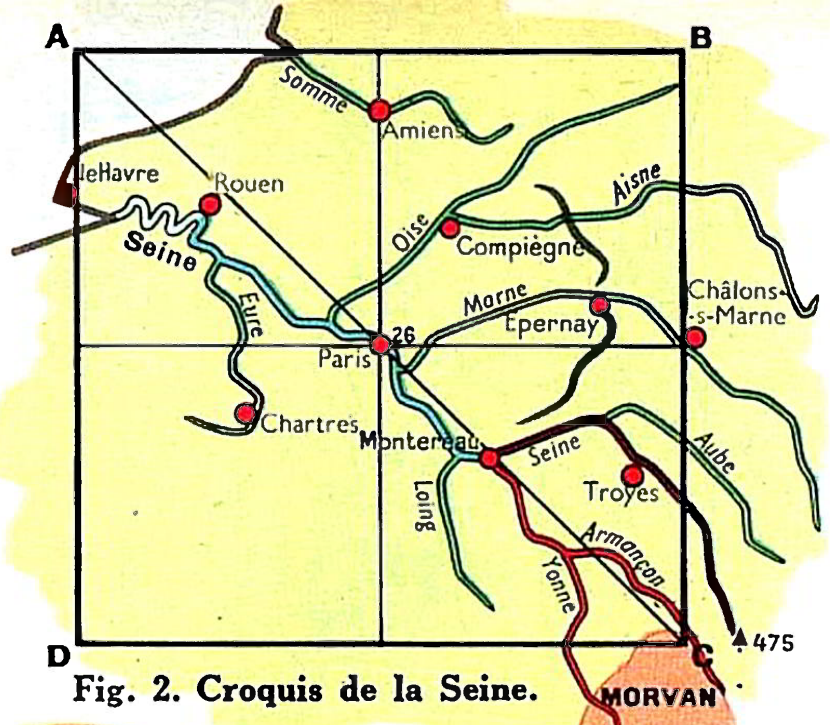 A
B
Somme
Amiens
leHavre
Rouen
Aisne
Seine
Oise
Compiègne
Eure
Marne
Châlons-
-s-Marne
Epernay
26
Paris
Chartres
Montereau
Seine
Aube
Troyes
Loing
Armançon
Yonne
D
C
475
Fig. 2. Croquis de la Seine.
MORVAN